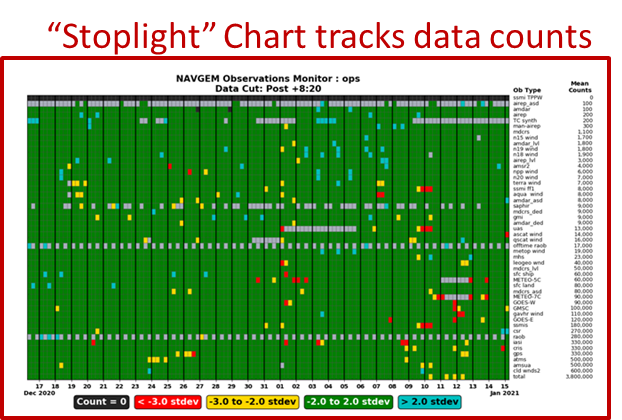 “Stoplight” Chart tracks data counts
NAVGEM Observations Monitor : ops
Data Cut: Post +8:20
Ob Type Mean Counts
ssmi TPPW 0
airep_asd 100
amdar 100
airep 200
TC synth 200
man-airep 300
mdcrs 1,100
n15 wind 1,700
amdar_lvl 1,800
n19 wind 1,800
n18 wind 1,900
airep_lvl 3,000
amsr2 4,000
npp wind 6,000
n20 wind 7,000
terra wind 7,000
ssmi ff1 8,000
aqua wind 8,000
amdar_asd 8,000
saphir 9,000
mdcrs_ded 9,000
gmi 9,000
amdar_ded 9,000
uas 13,000
ascat wind 14,000
qscat wind 16,000
offtime raob 17,000
metop wind 19,000
mhs 23,000
leogeo wind 40,000
mdcrs_lvl 50,000
sfc ship 60,000
METEO-5C 60,000
sfc land 80,000
mdcrs_asd 80,000
METEO-7C 90,000
GOES-W 90,000
GMSC 100,000
gavhr wind 110,000
GOES-E 120,000
ssmis 180,000
csr 270,000
raob 280,000
iasi 330,000
cris 330,000
gps 330,000
atms 500,000
amsua 500,000
cld wnds2 600,000
total 3,800,000
17 18 19 20 21 22 23 24 25 26 27 28 29 30 31 01 02 03 04 05 06 07 08 09 10 11 12 13 14 15
Dec 2020 Jan 2021
Count = 0 < -3.0 stdev -3.0 to -2.0 stdev -2.0 to 2.0 stdev > 2.0 stdev